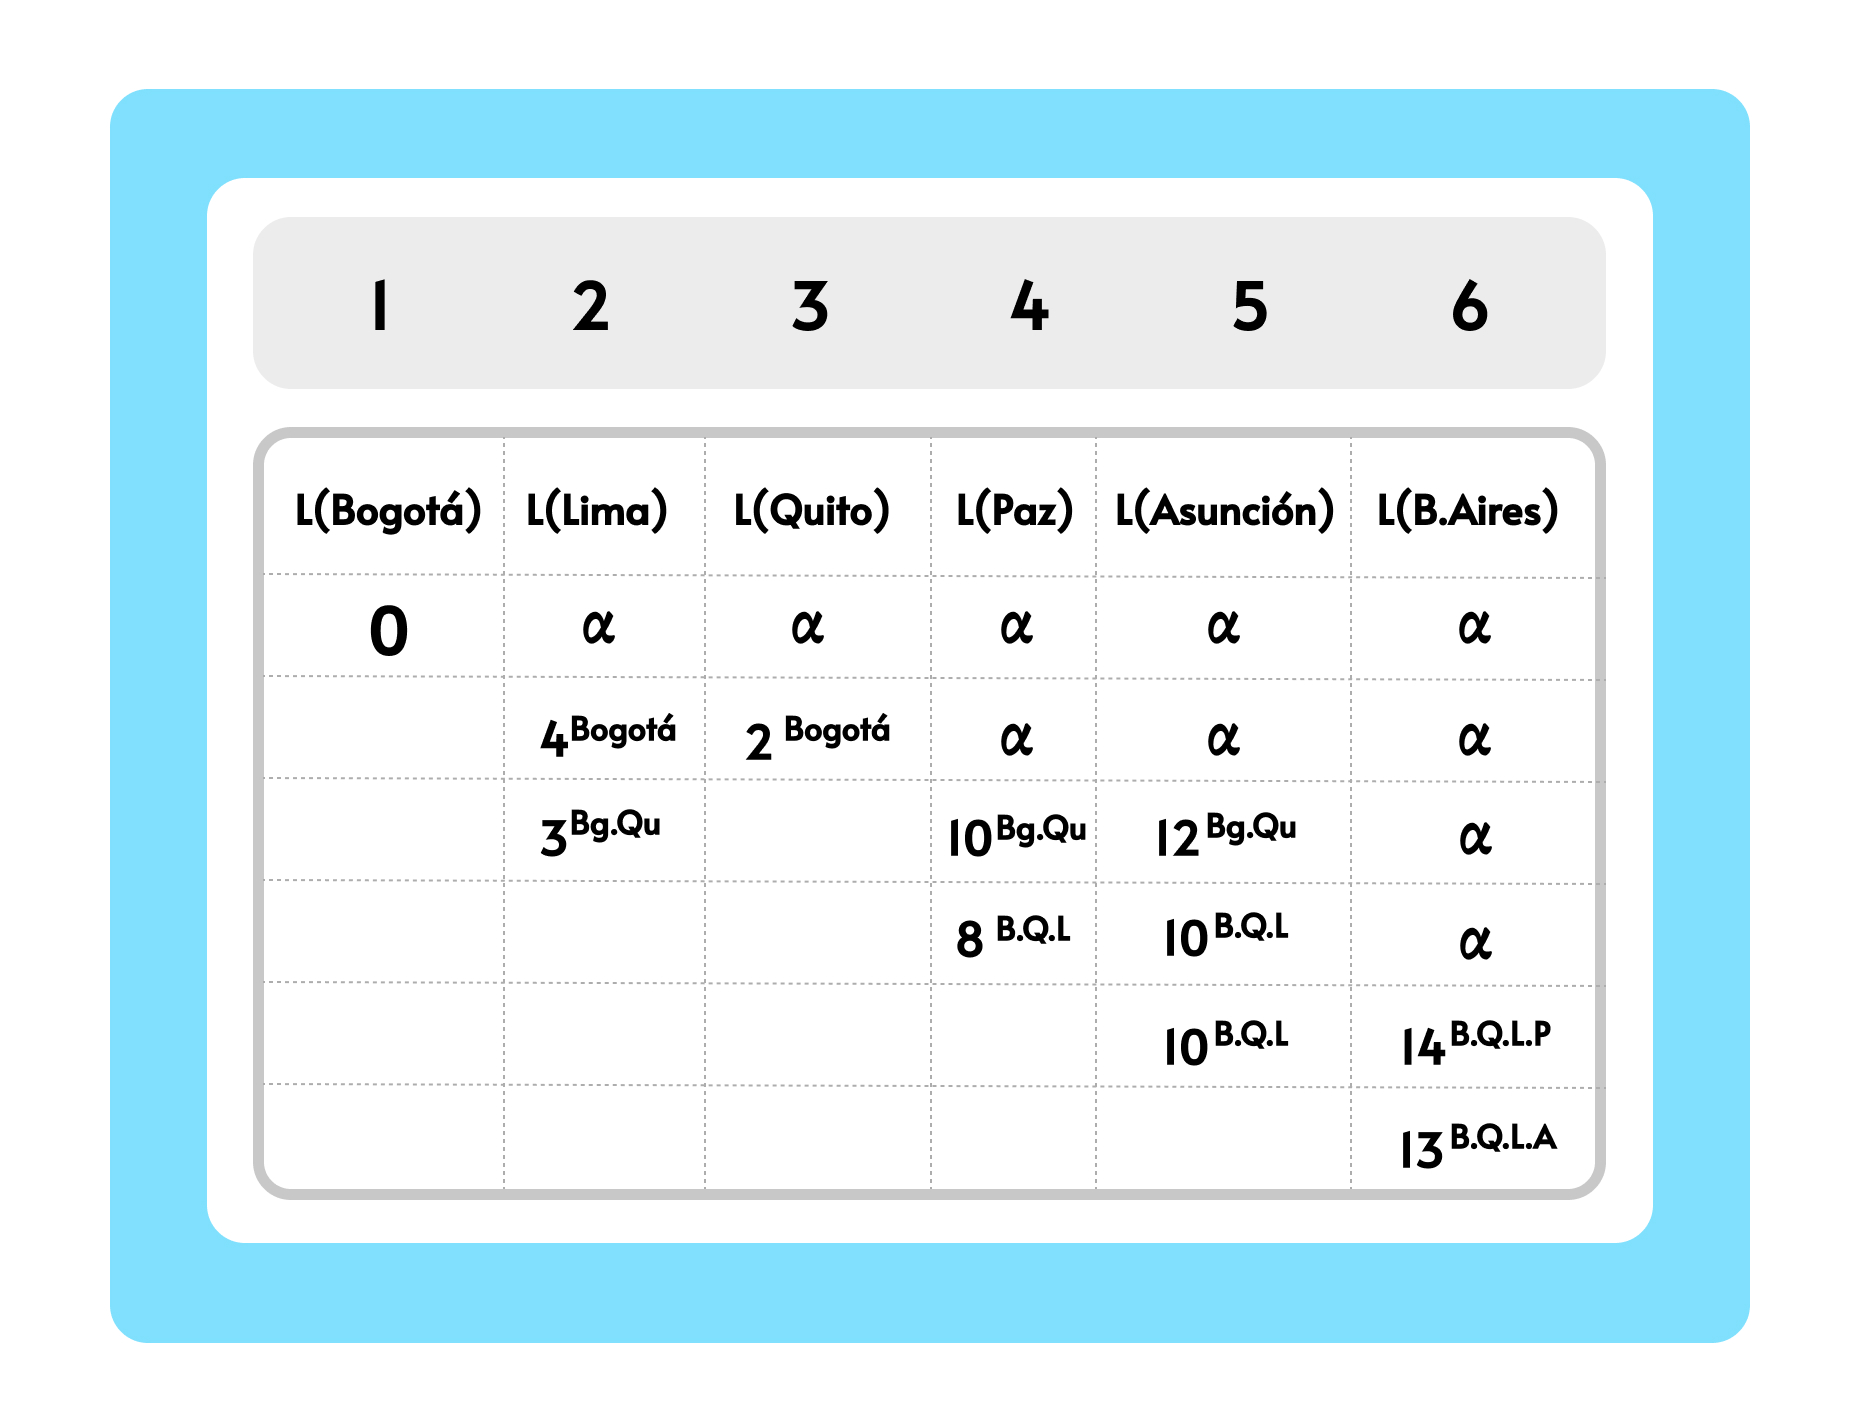 1 2 3 4 5 6
L(Bogotá) L(Lima) L(Quito) L(Paz) L(Asunción) L(B.Aires)
0 α α α α α
4 Bogotá 2 Bogotá α α α
3 Bg.Qu 10 Bg.Qu 12 Bg.Qu α
8 B.Q.L 10 B.Q.L α
10 B.Q.L 14 B.Q.L.P
13 B.Q.L.A